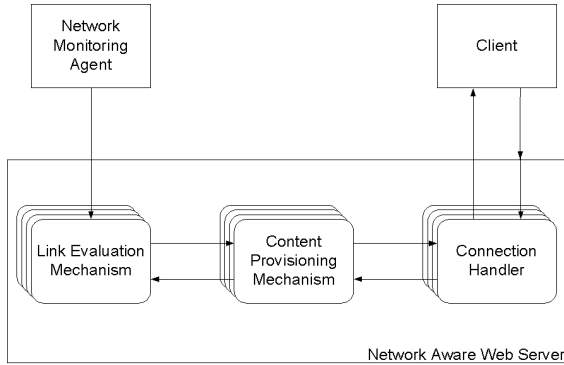 Network
Monitoring
Agent
Client
Link Evaluation
Mechanism
Content
Provisioning
Mechanism
Connection
Handler
Network Aware Web Server